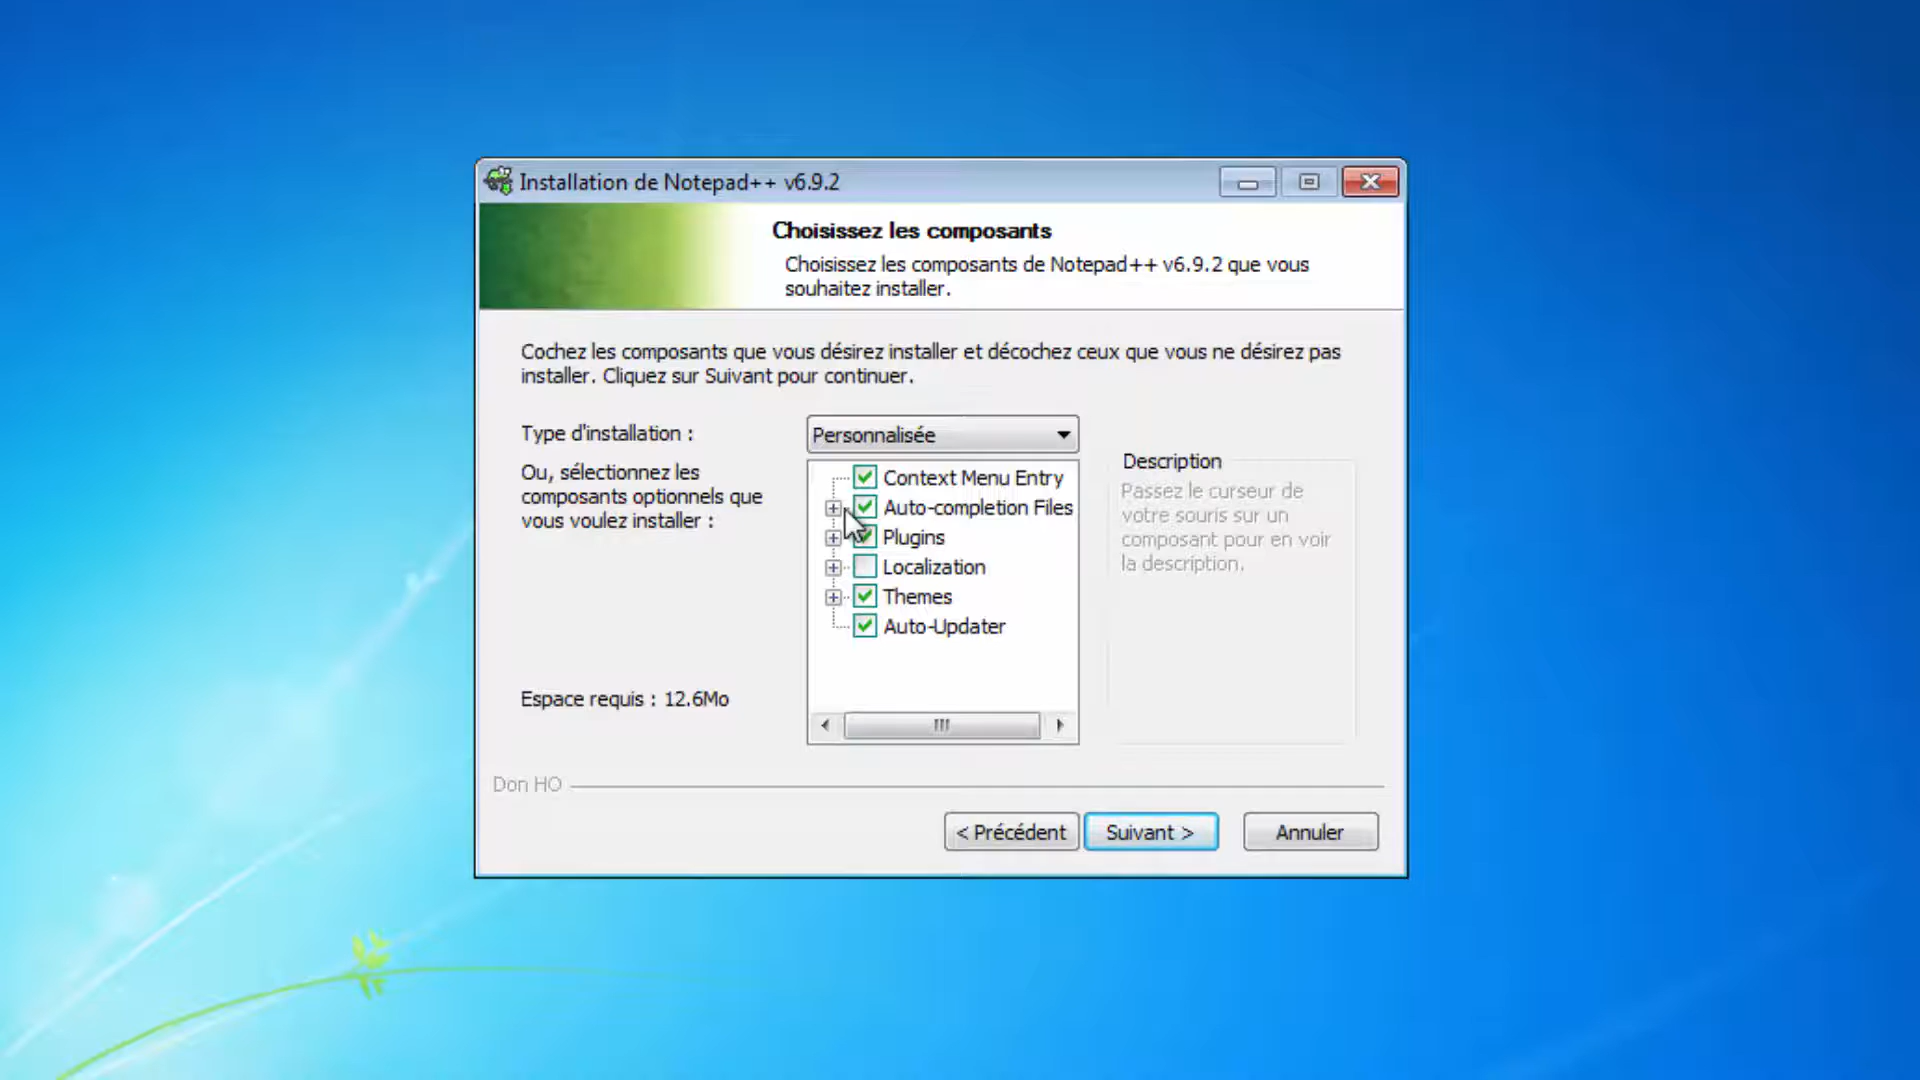 Installation de Notepad++ v6.9.2
Choisissez les composants
Choisissez les composants de Notepad++ v6.9.2 que vous
souhaitez installer.
Cochez les composants que vous désirez installer et décochez ceux que vous ne désirez pas
installer. Cliquez sur Suivant pour continuer.
Type d'installation :
Personnalisée
Ou, sélectionnez les
composants optionnels que
vous voulez installer :
Context Menu Entry
Auto-completion Files
Plugins
Localization
Themes
Auto-Updater
Description
Passez le curseur de
votre souris sur un
composant pour en voir
la description.
Espace requis : 12.6Mo
Don HO
< Précédent
Suivant >
Annuler